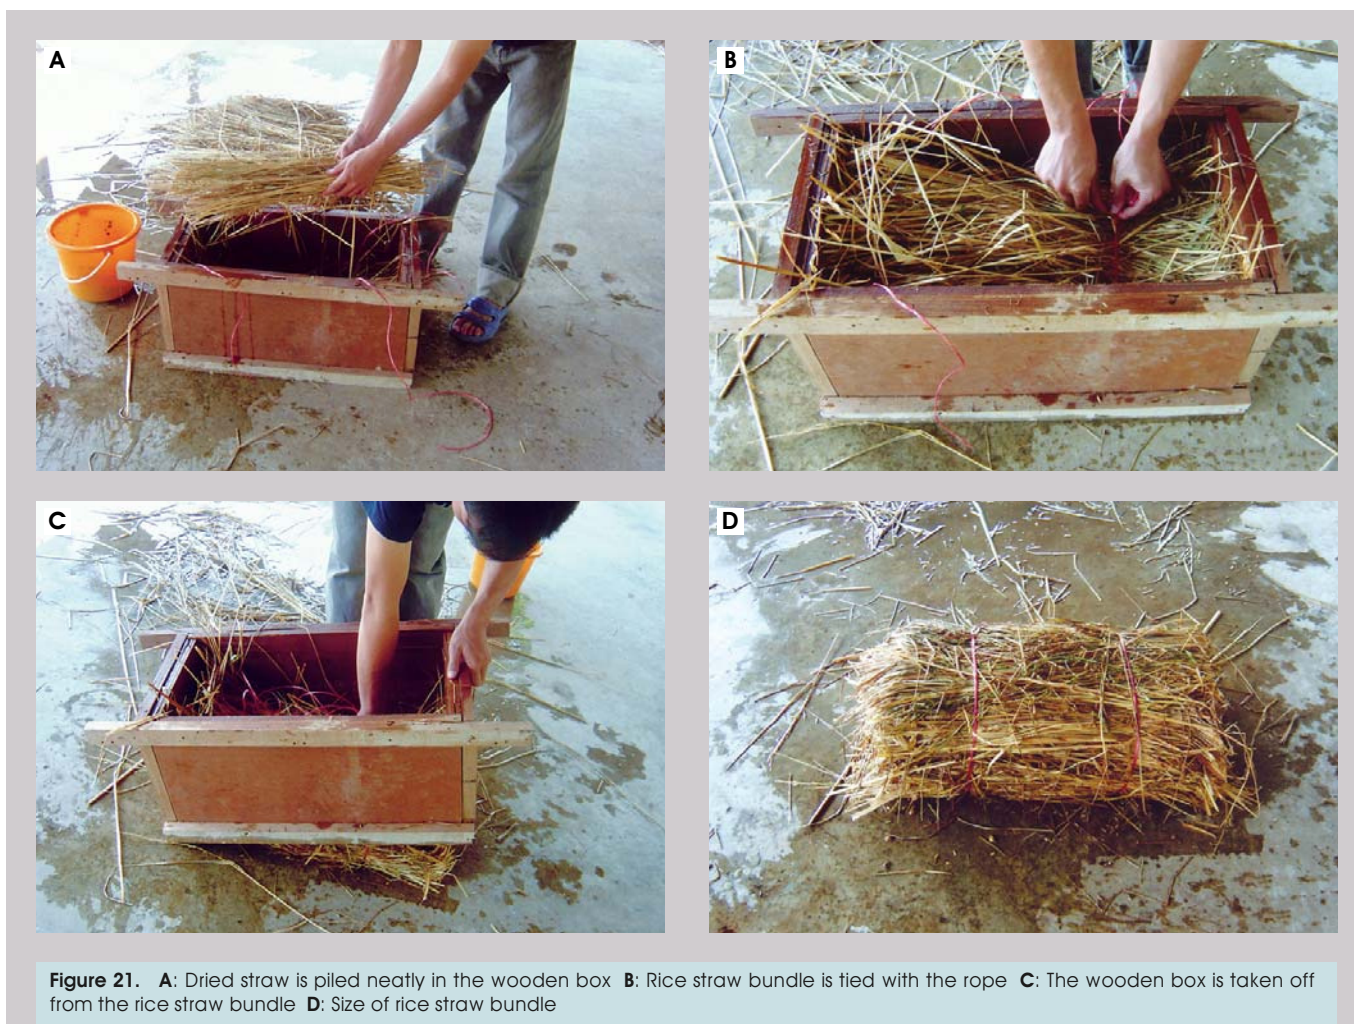 A
B
C
D
Figure 21. A: Dried straw is piled neatly in the wooden box B: Rice straw bundle is tied with the rope C: The wooden box is taken off
from the rice straw bundle D: Size of rice straw bundle